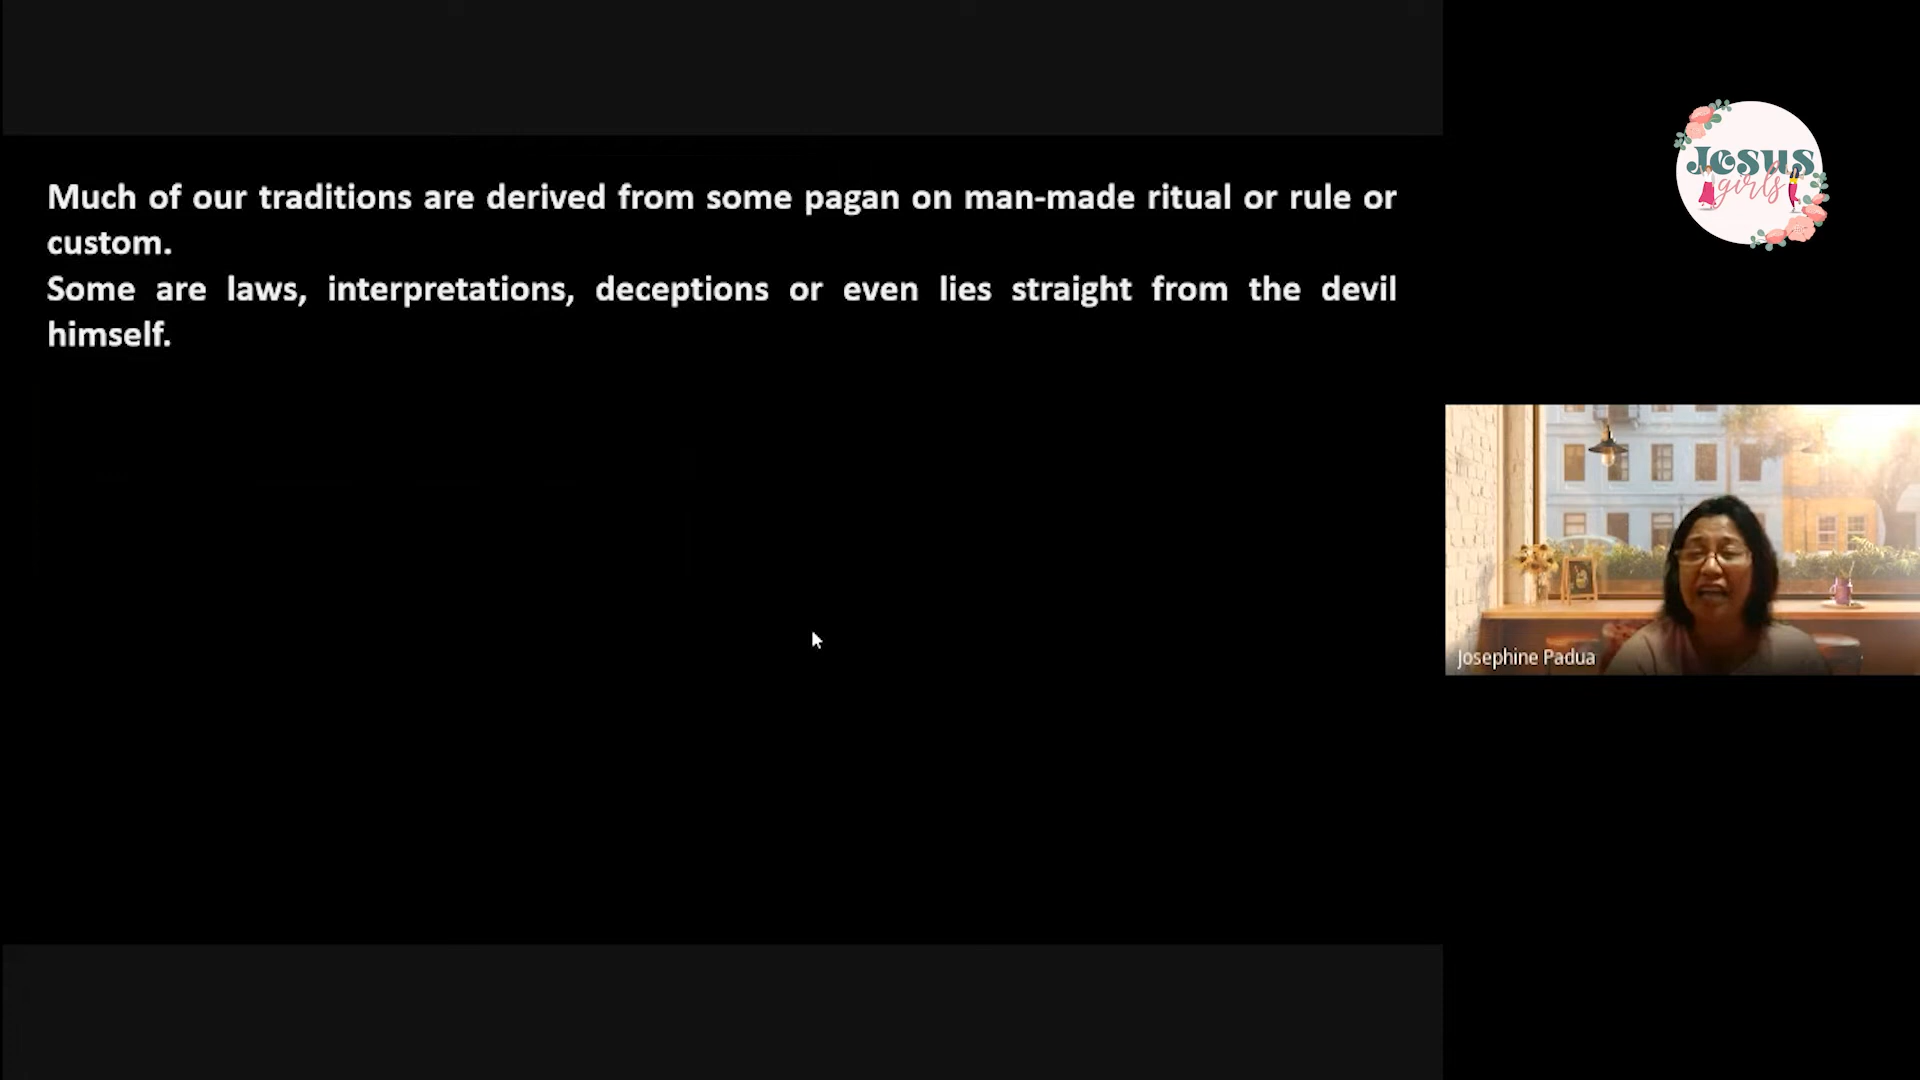 Much of our traditions are derived from some pagan on man-made ritual or rule or
custom.
Some are laws, interpretations, deceptions or even lies straight from the devil
himself.
Jesus
girls
Josephine Padua